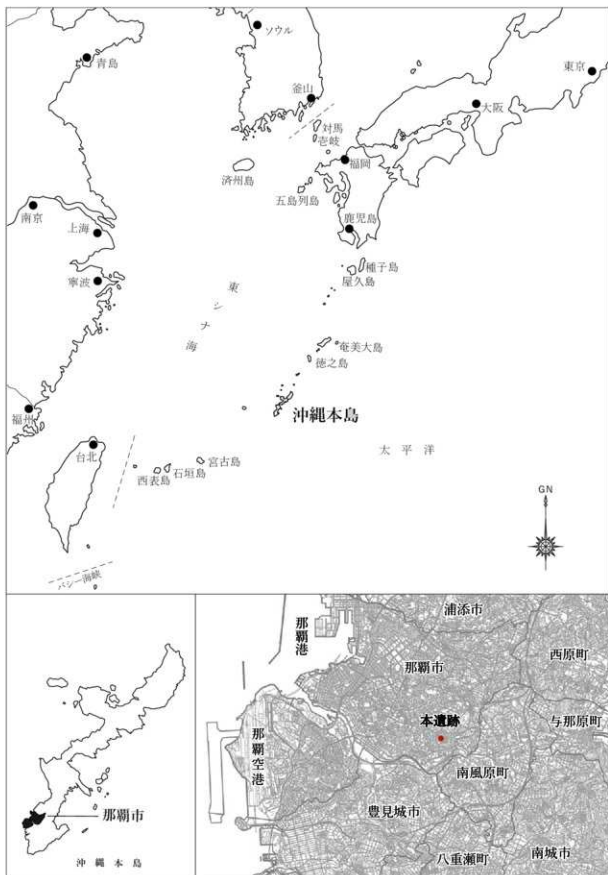 ソウル
青島
東京
釜山
大阪
対馬
壱岐
福岡
済州島
五島列島
南京
上海
鹿児島
種子島
屋久島
寧波
東シナ海
奄美大島
徳之島
沖縄本島
福州
太平洋
台北
宮古島
石垣島
西表島
GN
バシー海峡
浦添市
那覇港
西原町
那覇市
本遺跡
与那原町
那覇空港
南風原町
豊見城市
那覇市
八重瀬町
南城市
沖縄本島